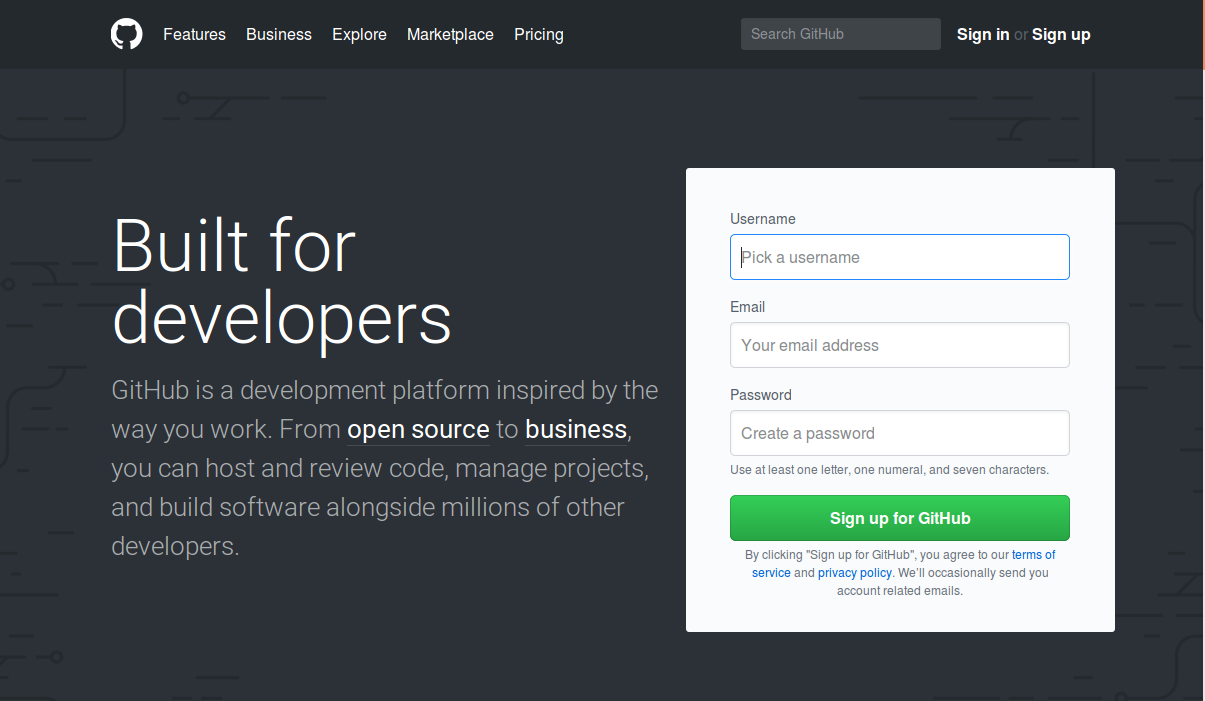 Features Business Explore Marketplace Pricing Search GitHub Sign in or Sign up
Built for
developers
GitHub is a development platform inspired by the
way you work. From open source to business,
you can host and review code, manage projects,
and build software alongside millions of other
developers.
Username
Pick a username
Email
Your email address
Password
Create a password
Use at least one letter, one numeral, and seven characters.
Sign up for GitHub
By clicking "Sign up for GitHub", you agree to our terms of
service and privacy policy. We'll occasionally send you
account related emails.